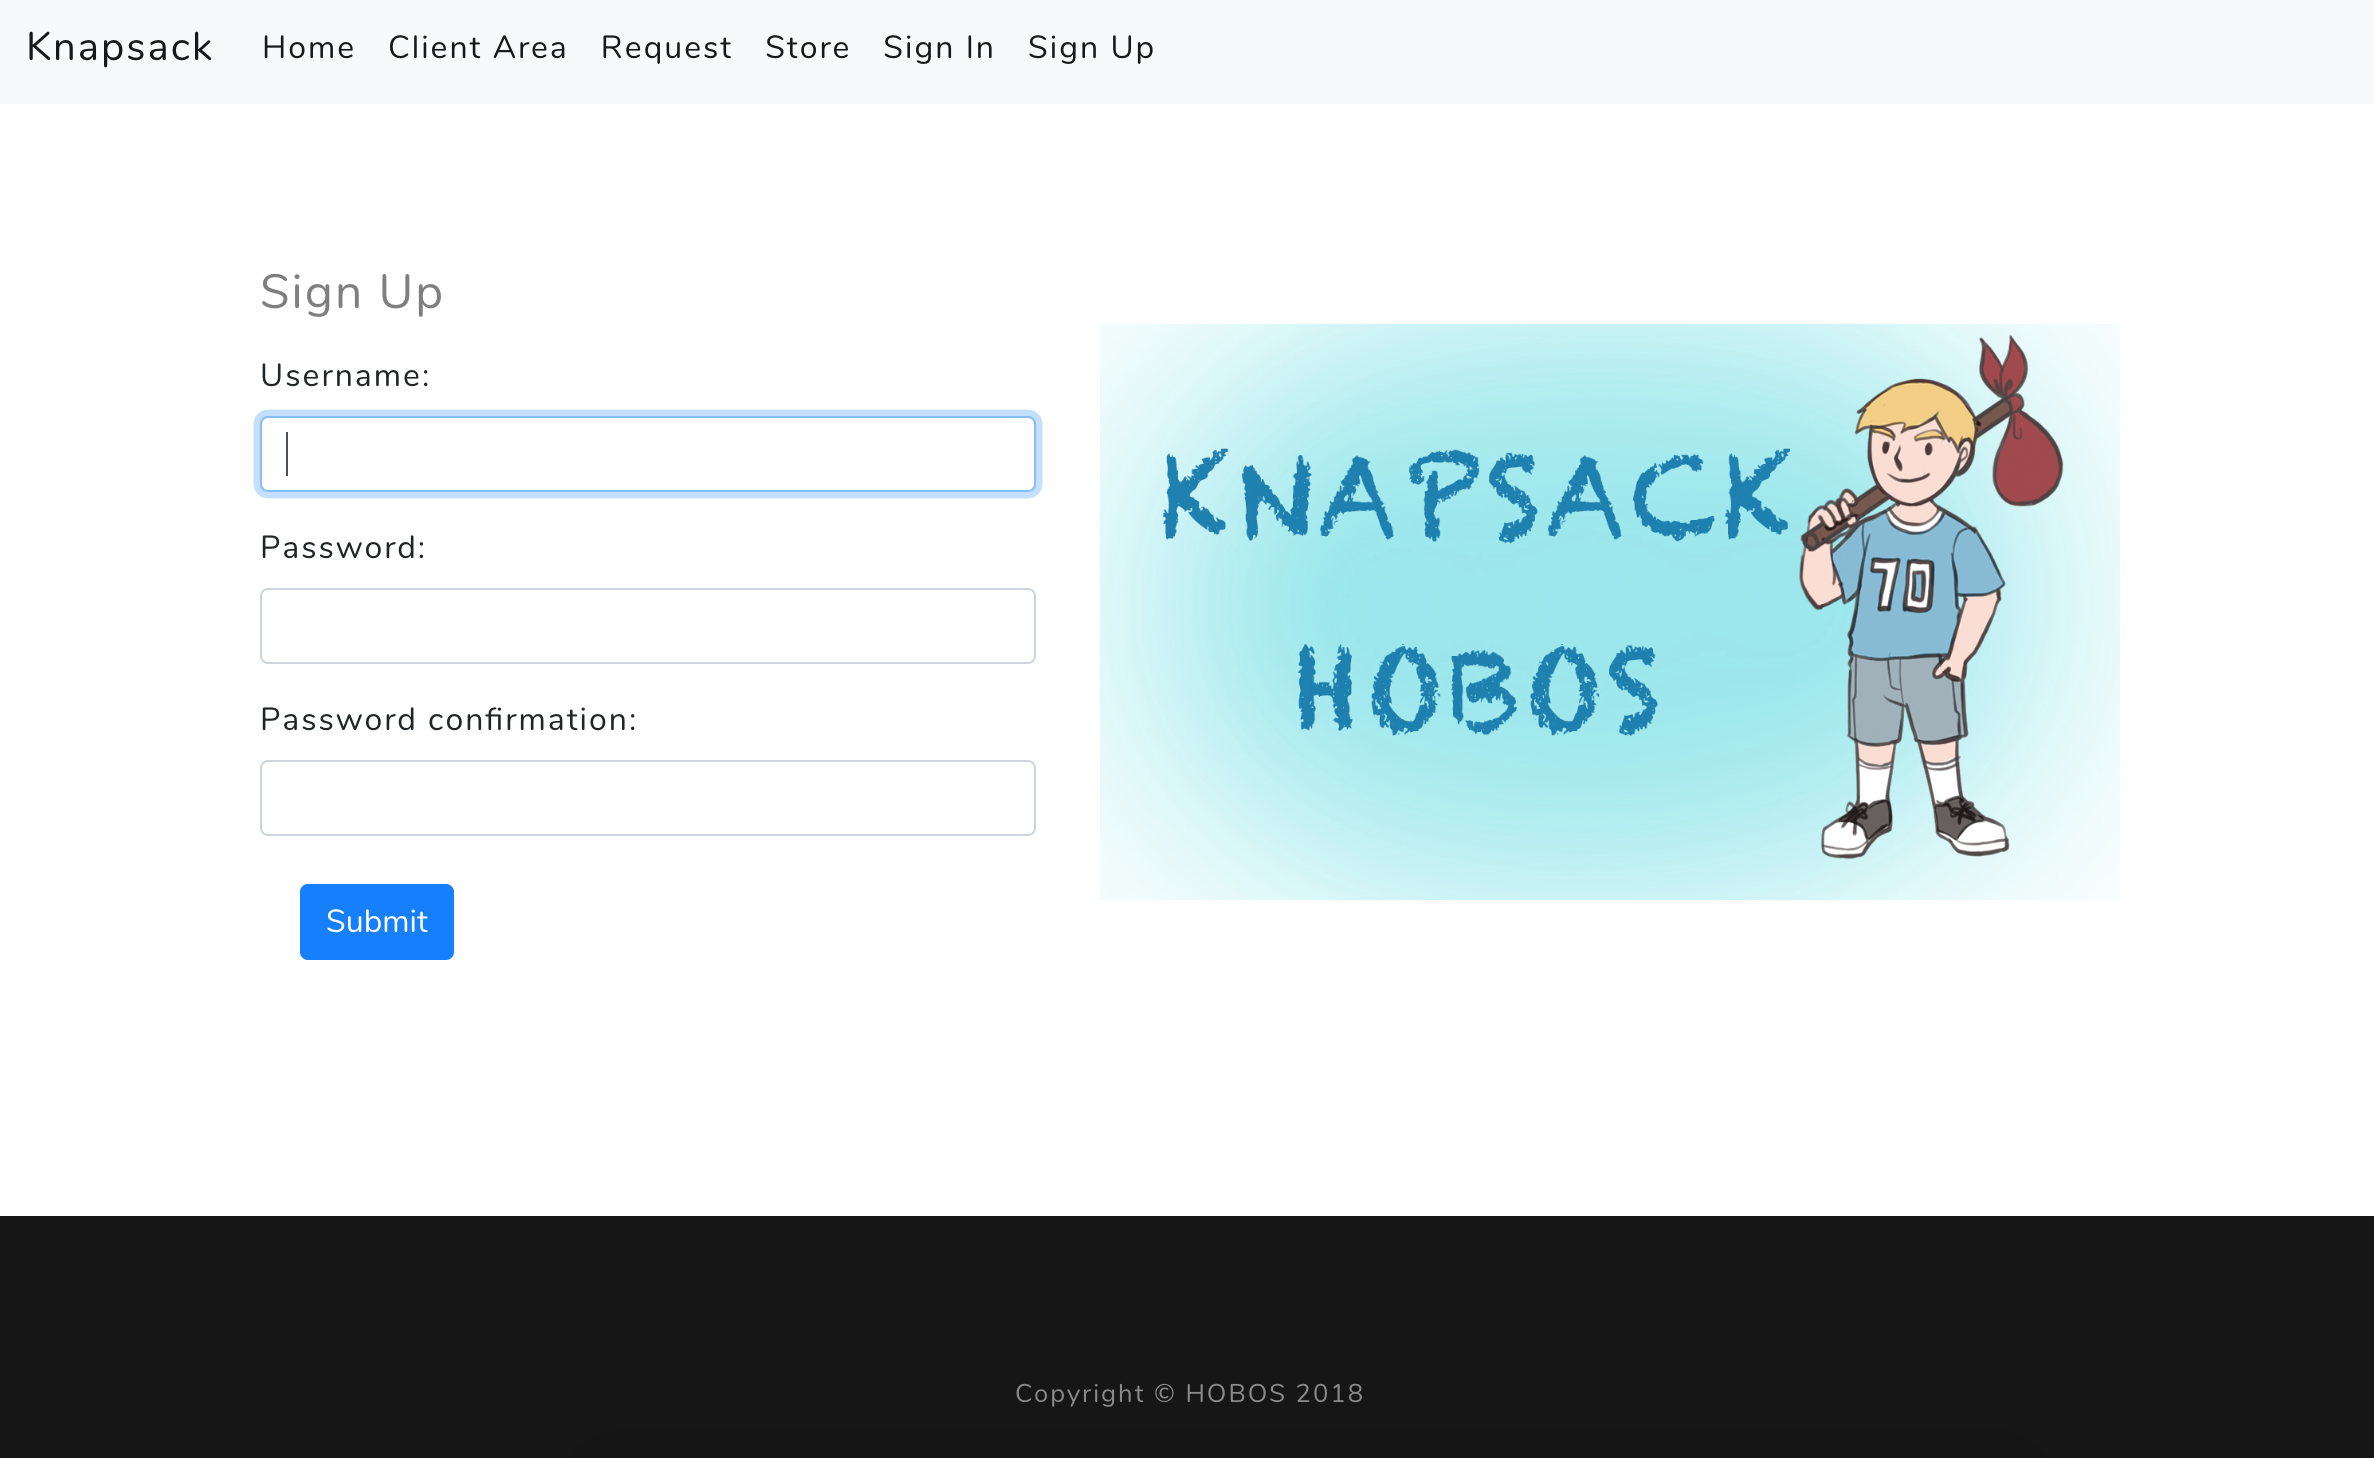 Knapsack Home Client Area Request Store Sign In Sign Up
Sign Up
Username:
Password:
Password confirmation:
Submit
KNAPSACK
HOBOS
70
Copyright © HOBOS 2018